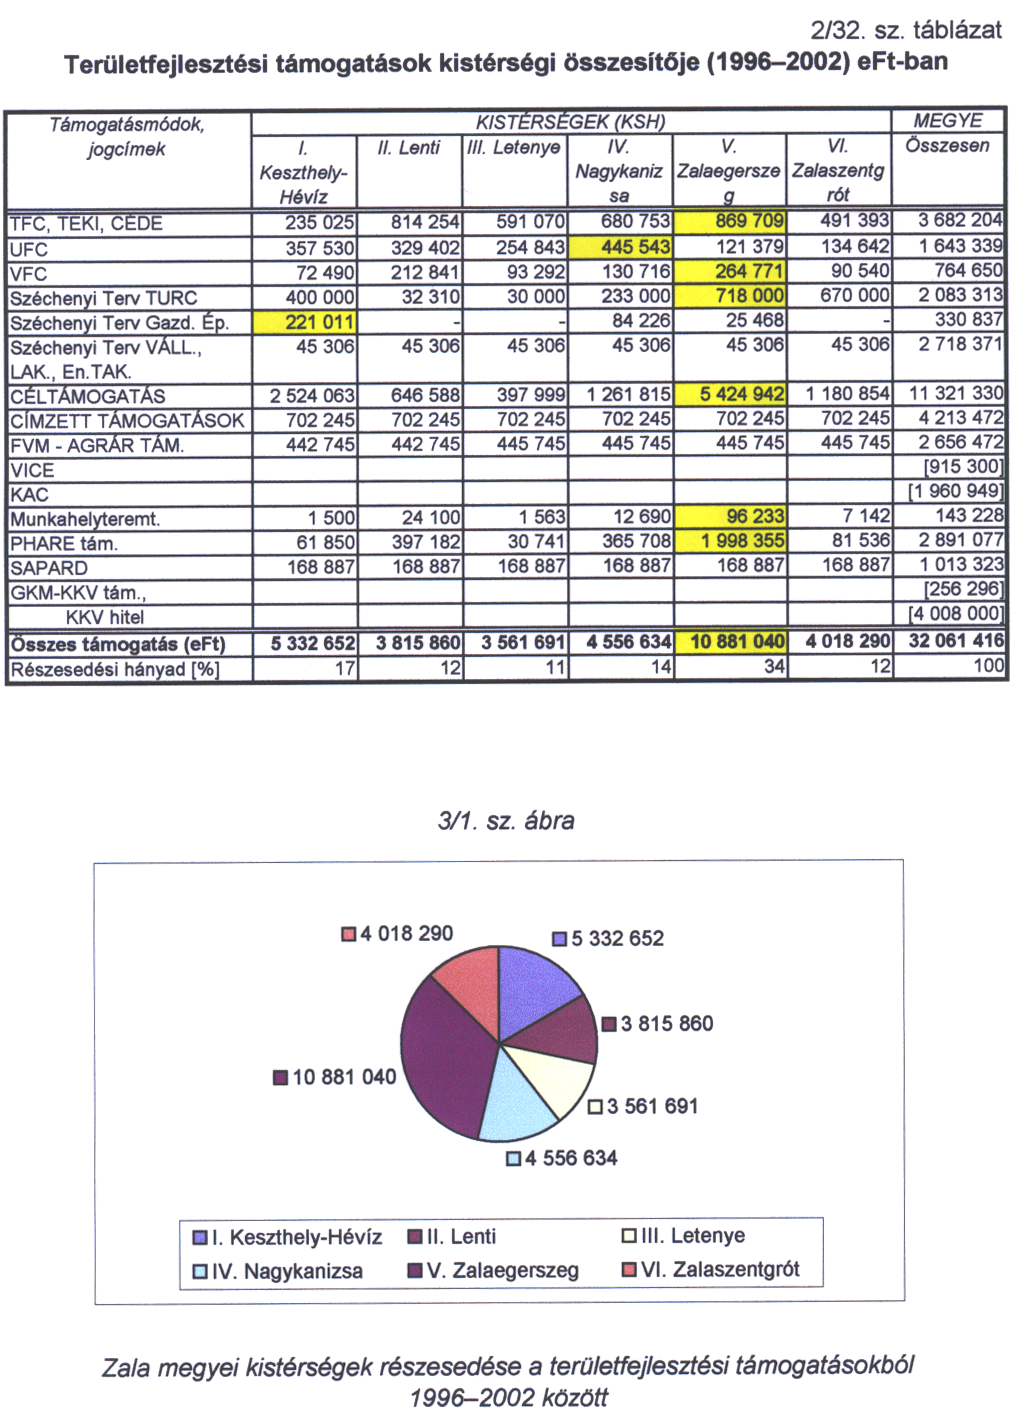 2/32. sz. táblázat
Területfejlesztési támogatások kistérségi összesítője (1996–2002) eFt-ban
Támogatásmódok, jogcímek KISTÉRSÉGEK (KSH) MEGYE Összesen
I. Keszthely-Hévíz II. Lenti III. Letenye IV. Nagykanizsa V. Zalaegerszeg VI. Zalaszentgrót
TFC, TEKI, CÉDE 235 025 814 254 591 070 680 753 869 709 491 393 3 682 204
UFC 357 530 329 402 254 843 445 543 121 379 134 642 1 643 339
VFC 72 490 212 841 93 292 130 716 264 771 90 540 764 650
Széchenyi Terv TURC 400 000 32 310 30 000 233 000 718 000 670 000 2 083 313
Széchenyi Terv Gazd. Ép. 221 011 - - 84 226 25 468 - 330 837
Széchenyi Terv VÁLL., 45 306 45 306 45 306 45 306 45 306 45 306 2 718 371
LAK., En.TAK.
CÉLTÁMOGATÁS 2 524 063 646 588 397 999 1 261 815 5 424 942 1 180 854 11 321 330
CÍMZETT TÁMOGATÁSOK 702 245 702 245 702 245 702 245 702 245 702 245 4 213 472
FVM - AGRÁR TÁM. 442 745 442 745 445 745 445 745 445 745 445 745 2 656 472
VICE [915 300]
KAC [1 960 949]
Munkahelyteremt. 1 500 24 100 1 563 12 690 96 233 7 142 143 228
PHARE tám. 61 850 397 182 30 741 365 708 1 998 355 81 536 2 891 077
SAPARD 168 887 168 887 168 887 168 887 168 887 168 887 1 013 323
GKM-KKV tám., [256 296]
KKV hitel [4 008 000]
Összes támogatás (eFt) 5 332 652 3 815 860 3 561 691 4 556 634 10 881 040 4 018 290 32 061 416
Részesedési hányad [%] 17 12 11 14 34 12 100
3/1. sz. ábra
4 018 290
5 332 652
3 815 860
10 881 040
3 561 691
4 556 634
I. Keszthely-Hévíz II. Lenti III. Letenye
IV. Nagykanizsa V. Zalaegerszeg VI. Zalaszentgrót
Zala megyei kistérségek részesedése a területfejlesztési támogatásokból
1996–2002 között